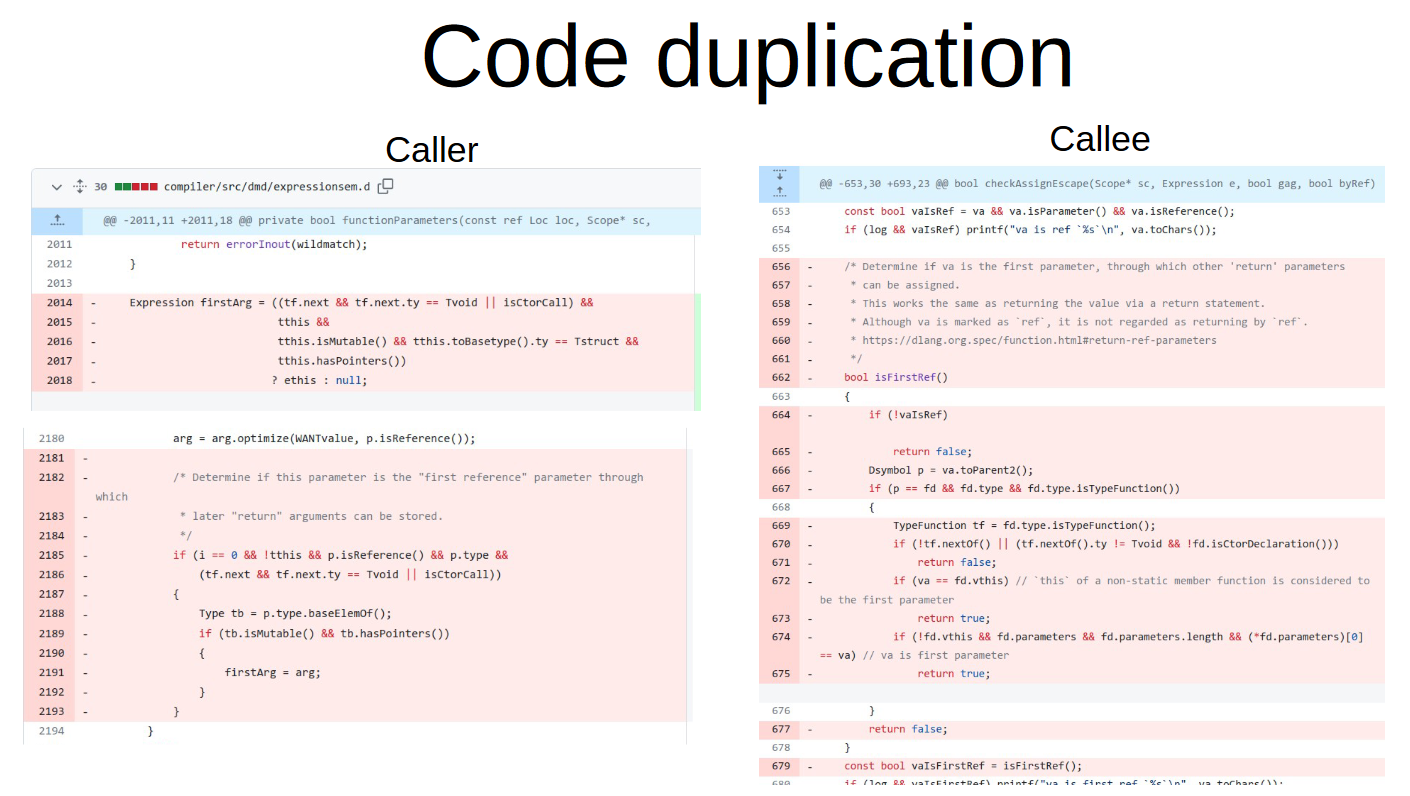 Code duplication
Caller
30 compiler/src/dmd/expressionsem.d
@@ -2011,11 +2011,18 @@ private bool functionParameters(const ref Loc loc, Scope* sc,
2011 return errorInout(wildmatch);
2012 }
2013
2014 - Expression firstArg = ((tf.next && tf.next.ty == Tvoid || isCtorCall) &&
2015 - tthis &&
2016 - tthis.isMutable() && tthis.toBasetype().ty == Tstruct &&
2017 - tthis.hasPointers())
2018 - ? ethis : null;
2180 arg = arg.optimize(WANTvalue, p.isReference());
2181 -
2182 - /* Determine if this parameter is the "first reference" parameter through
which
2183 - * later "return" arguments can be stored.
2184 - */
2185 - if (i == 0 && !tthis && p.isReference() && p.type &&
2186 - (tf.next && tf.next.ty == Tvoid || isCtorCall))
2187 - {
2188 - Type tb = p.type.baseElemOf();
2189 - if (tb.isMutable() && tb.hasPointers())
2190 - {
2191 - firstArg = arg;
2192 - }
2193 - }
2194 }
Callee
@@ -653,30 +693,23 @@ bool checkAssignEscape(Scope* sc, Expression e, bool gag, bool byRef)
653 const bool vaIsRef = va && va.isParameter() && va.isReference();
654 if (log && vaIsRef) printf("va is ref `%s`\n", va.toChars());
655
656 - /* Determine if va is the first parameter, through which other 'return' parameters
657 - * can be assigned.
658 - * This works the same as returning the value via a return statement.
659 - * Although va is marked as `ref`, it is not regarded as returning by `ref`.
660 - * https://dlang.org.spec/function.html#return-ref-parameters
661 - */
662 - bool isFirstRef()
663 {
664 - if (!vaIsRef)
665 - return false;
666 - Dsymbol p = va.toParent2();
667 - if (p == fd && fd.type && fd.type.isTypeFunction())
668 {
669 - TypeFunction tf = fd.type.isTypeFunction();
670 - if (!tf.nextOf() || (tf.nextOf().ty != Tvoid && !fd.isCtorDeclaration()))
671 - return false;
672 - if (va == fd.vthis) // `this` of a non-static member function is considered to
be the first parameter
673 - return true;
674 - if (!fd.vthis && fd.parameters && fd.parameters.length && (*fd.parameters)[0]
== va) // va is first parameter
675 - return true;
676 }
677 - return false;
678 }
679 - const bool vaIsFirstRef = isFirstRef();
680 if (log && vaIsFirstRef) printf("va is first ref `%s`\n", va.toChars());